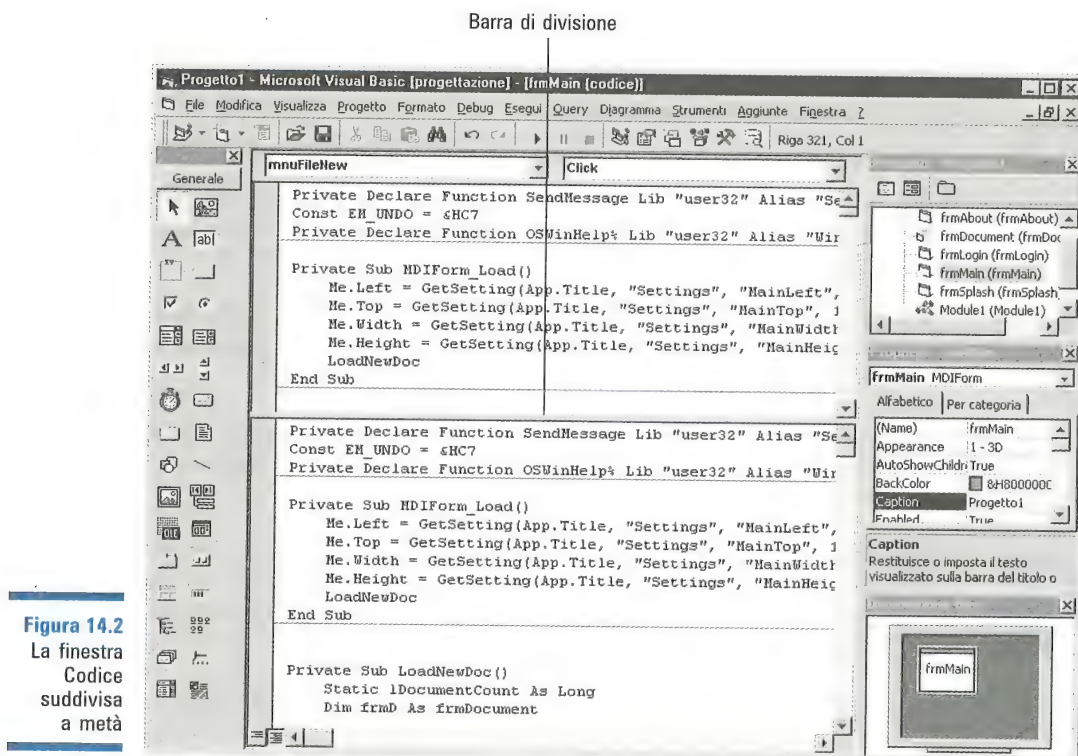 Barra di divisione
Progetto1 - Microsoft Visual Basic [progettazione] - [frmMain (codice)]
File Modifica Visualizza Progetto Formato Debug Esegui Query Diagramma Strumenti Aggiunte Finestra ?
Riga 321, Col 1
Generale
mnuFileNew
Click
Private Declare Function SendMessage Lib "user32" Alias "Se
Const EM_UNDO = &HC7
Private Declare Function OSWinHelp% Lib "user32" Alias "Wir
Private Sub MDIForm_Load()
Me.Left = GetSetting(App.Title, "Settings", "MainLeft",
Me.Top = GetSetting(App.Title, "Settings", "MainTop", 1
Me.Width = GetSetting(App.Title, "Settings", "MainWidth
Me.Height = GetSetting(App.Title, "Settings", "MainHeig
LoadNewDoc
End Sub
Private Declare Function SendMessage Lib "user32" Alias "Se
Const EM_UNDO = &HC7
Private Declare Function OSWinHelp% Lib "user32" Alias "Wir
Private Sub MDIForm_Load()
Me.Left = GetSetting(App.Title, "Settings", "MainLeft",
Me.Top = GetSetting(App.Title, "Settings", "MainTop", 1
Me.Width = GetSetting(App.Title, "Settings", "MainWidth
Me.Height = GetSetting(App.Title, "Settings", "MainHeig
LoadNewDoc
End Sub
Private Sub LoadNewDoc()
Static lDocumentCount As Long
Dim frmD As frmDocument
frmAbout (frmAbout)
frmDocument (frmDoc
frmLogin (frmLogin)
frmMain (frmMain)
frmSplash (frmSplash
Module1 (Module1)
frmMain MDIForm
Alfabetico Per categoria
(Name) frmMain
Appearance 1 - 3D
AutoShowChildr True
BackColor &H800000C
Caption Progetto1
Enabled True
Caption
Restituisce o imposta il testo
visualizzato sulla barra del titolo o
frmMain
Figura 14.2
La finestra
Codice
suddivisa
a metà